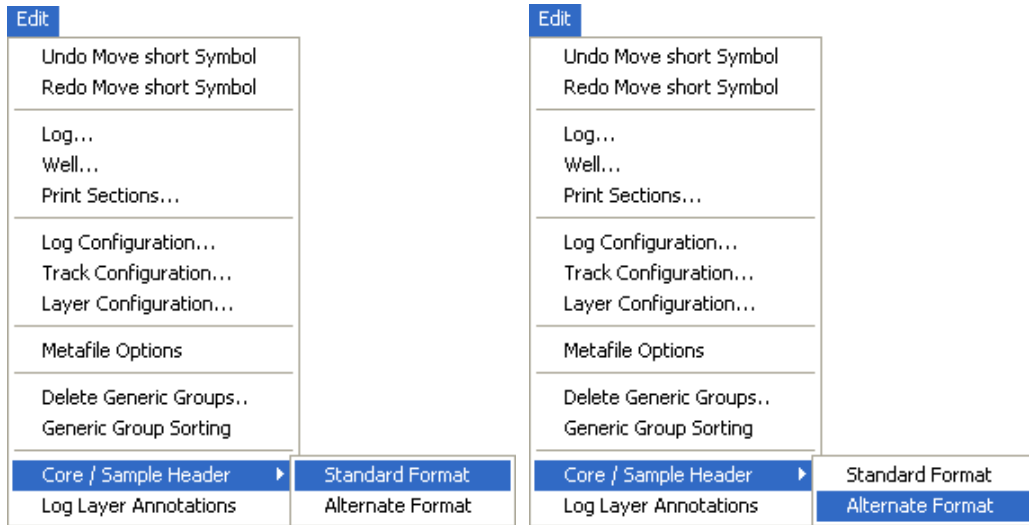 Edit
Undo Move short Symbol
Redo Move short Symbol
Log...
Well...
Print Sections...
Log Configuration...
Track Configuration...
Layer Configuration...
Metafile Options
Delete Generic Groups..
Generic Group Sorting
Core / Sample Header
Standard Format
Log Layer Annotations
Alternate Format
Edit
Undo Move short Symbol
Redo Move short Symbol
Log...
Well...
Print Sections...
Log Configuration...
Track Configuration...
Layer Configuration...
Metafile Options
Delete Generic Groups..
Generic Group Sorting
Core / Sample Header
Standard Format
Log Layer Annotations
Alternate Format